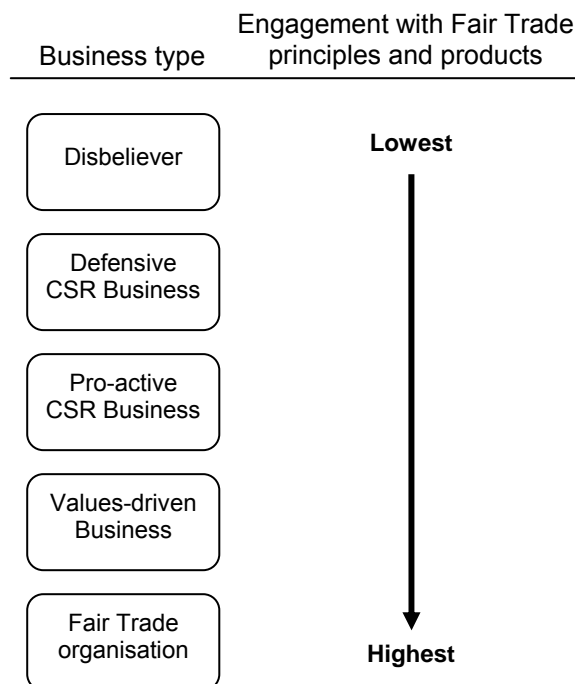 Business type
Engagement with Fair Trade
principles and products
Disbeliever
Lowest
Defensive
CSR Business
Pro-active
CSR Business
Values-driven
Business
Fair Trade
organisation
Highest